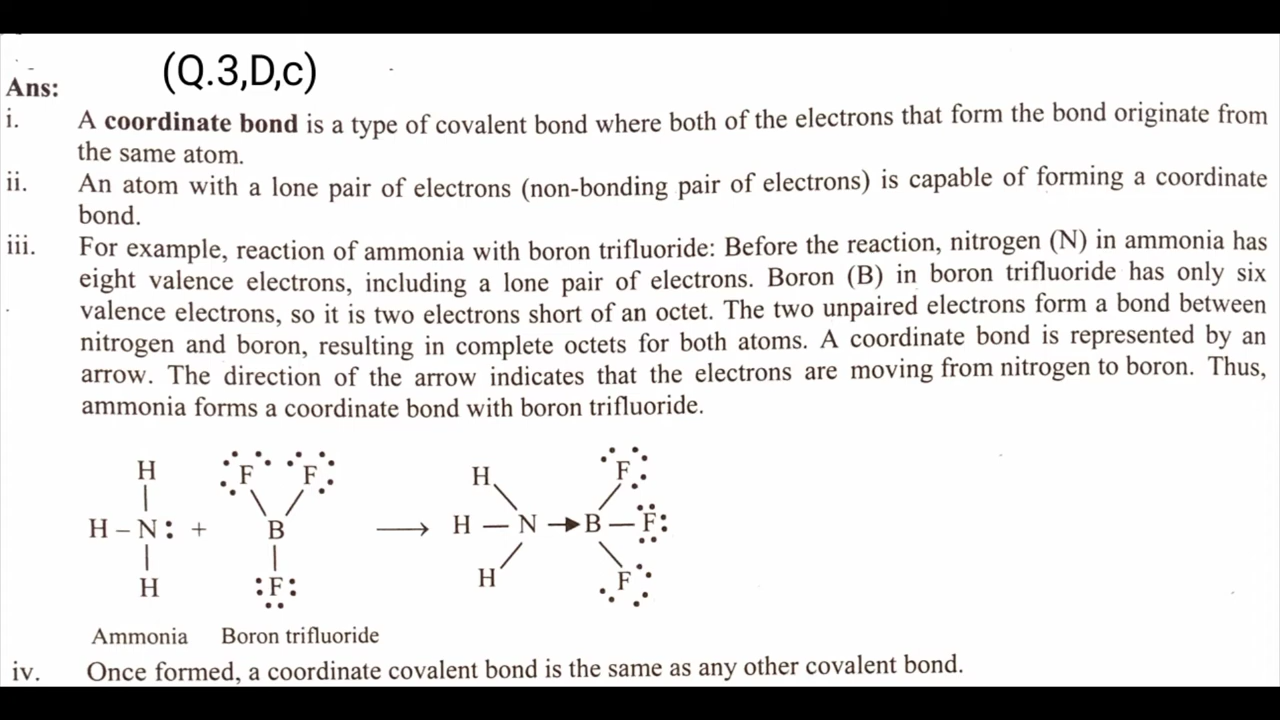 (Q.3,D,c)
Ans:
i. A coordinate bond is a type of covalent bond where both of the electrons that form the bond originate from
the same atom.
ii. An atom with a lone pair of electrons (non-bonding pair of electrons) is capable of forming a coordinate
bond.
iii. For example, reaction of ammonia with boron trifluoride: Before the reaction, nitrogen (N) in ammonia has
eight valence electrons, including a lone pair of electrons. Boron (B) in boron trifluoride has only six
valence electrons, so it is two electrons short of an octet. The two unpaired electrons form a bond between
nitrogen and boron, resulting in complete octets for both atoms. A coordinate bond is represented by an
arrow. The direction of the arrow indicates that the electrons are moving from nitrogen to boron. Thus,
ammonia forms a coordinate bond with boron trifluoride.
H F F H F
H – N : + B ⟶ H — N → B — F
H F H F
Ammonia Boron trifluoride
iv. Once formed, a coordinate covalent bond is the same as any other covalent bond.